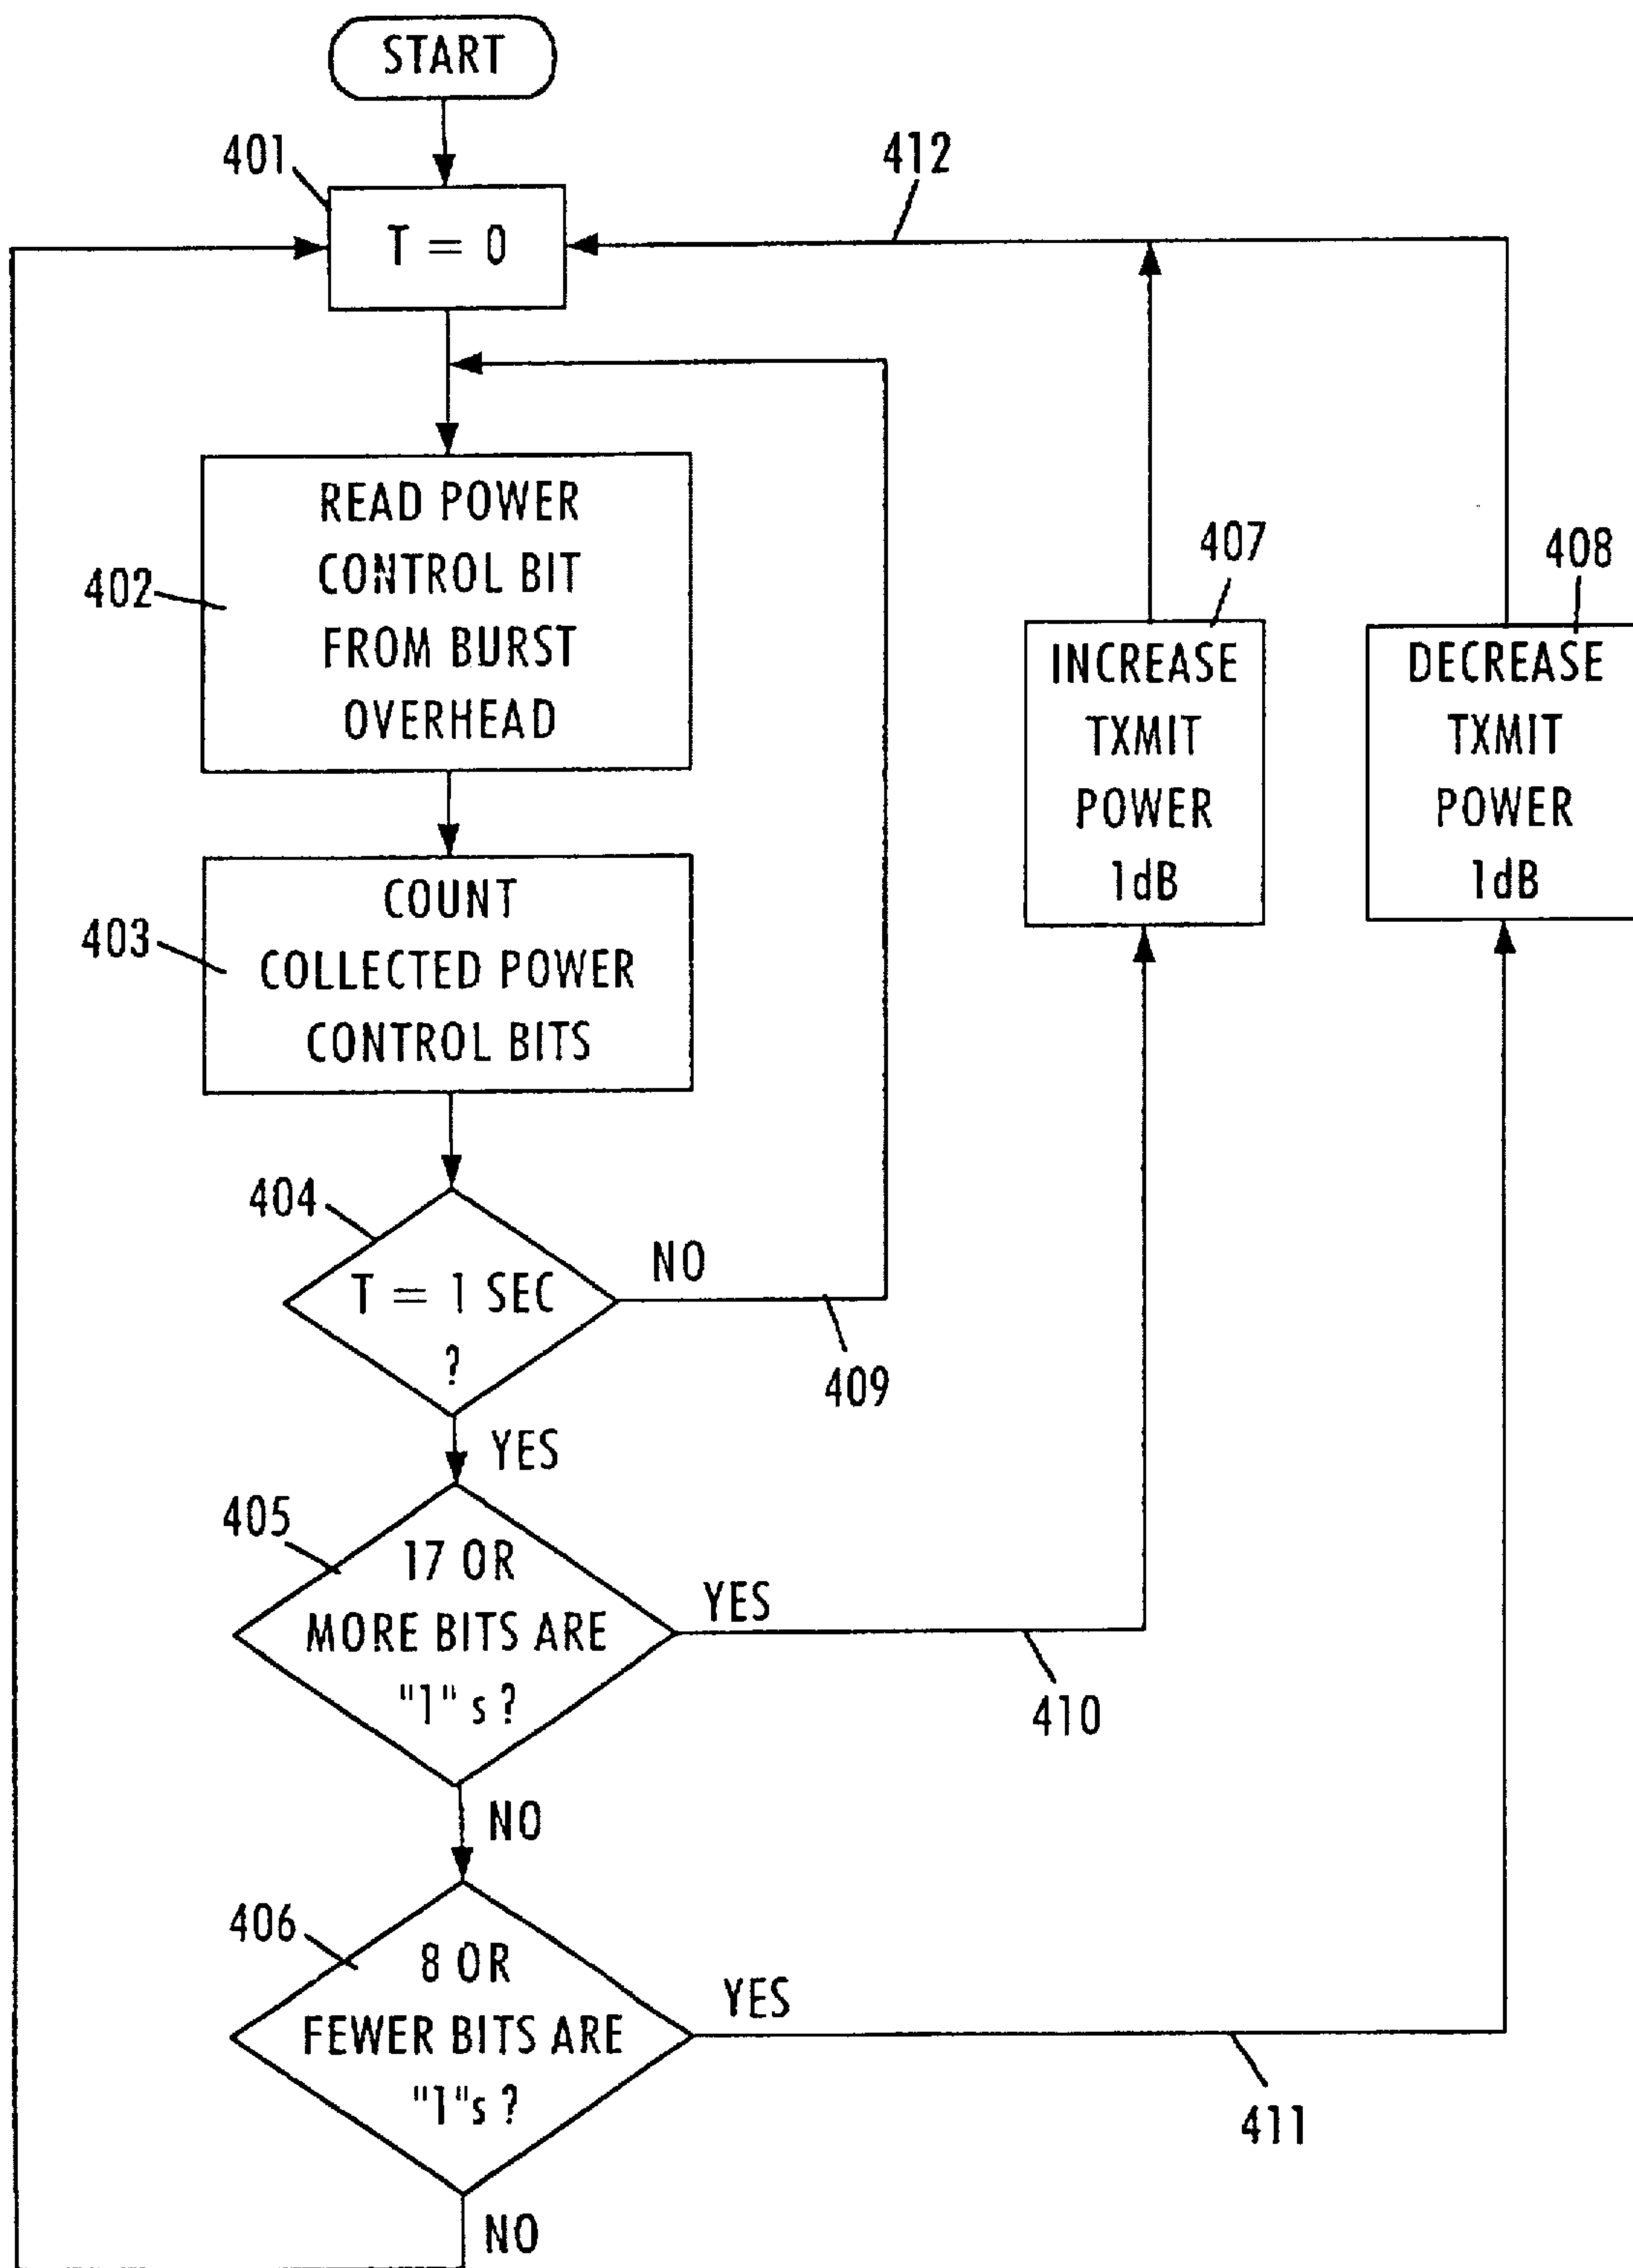 START
401
412
T = 0
READ POWER
CONTROL BIT
FROM BURST
OVERHEAD
402
407
INCREASE
TXMIT
POWER
1dB
408
DECREASE
TXMIT
POWER
1dB
403
COUNT
COLLECTED POWER
CONTROL BITS
404
T = 1 SEC
?
NO
409
YES
405
17 OR
MORE BITS ARE
"1" s ?
YES
410
NO
406
8 OR
FEWER BITS ARE
"1"s ?
YES
411
NO